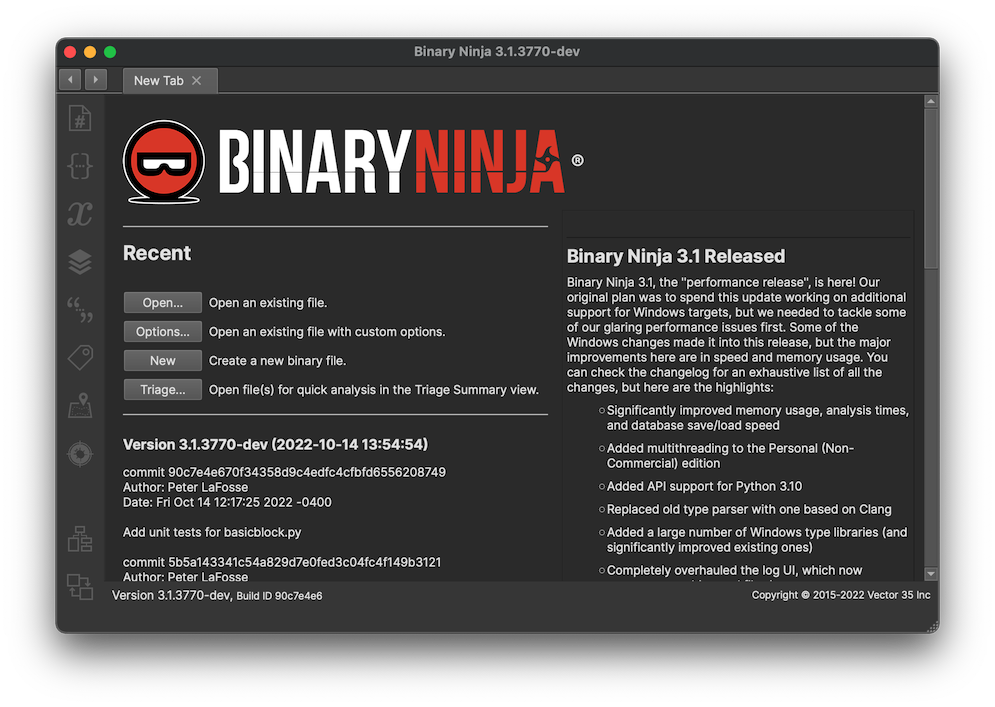 Binary Ninja 3.1.3770-dev
New Tab
BINARYNINJA®
Recent
Open... Open an existing file.
Options... Open an existing file with custom options.
New Create a new binary file.
Triage... Open file(s) for quick analysis in the Triage Summary view.
Version 3.1.3770-dev (2022-10-14 13:54:54)
commit 90c7e4e670f34358d9c4edfc4cfbfd6556208749
Author: Peter LaFosse
Date: Fri Oct 14 12:17:25 2022 -0400
Add unit tests for basicblock.py
commit 5b5a143341c54a829d7e0fed3c04fc4f149b3121
Author: Peter LaFosse
Binary Ninja 3.1 Released
Binary Ninja 3.1, the "performance release", is here! Our
original plan was to spend this update working on additional
support for Windows targets, but we needed to tackle some
of our glaring performance issues first. Some of the
Windows changes made it into this release, but the major
improvements here are in speed and memory usage. You
can check the changelog for an exhaustive list of all the
changes, but here are the highlights:
Significantly improved memory usage, analysis times,
and database save/load speed
Added multithreading to the Personal (Non-
Commercial) edition
Added API support for Python 3.10
Replaced old type parser with one based on Clang
Added a large number of Windows type libraries (and
significantly improved existing ones)
Completely overhauled the log UI, which now
Version 3.1.3770-dev, Build ID 90c7e4e6
Copyright © 2015-2022 Vector 35 Inc